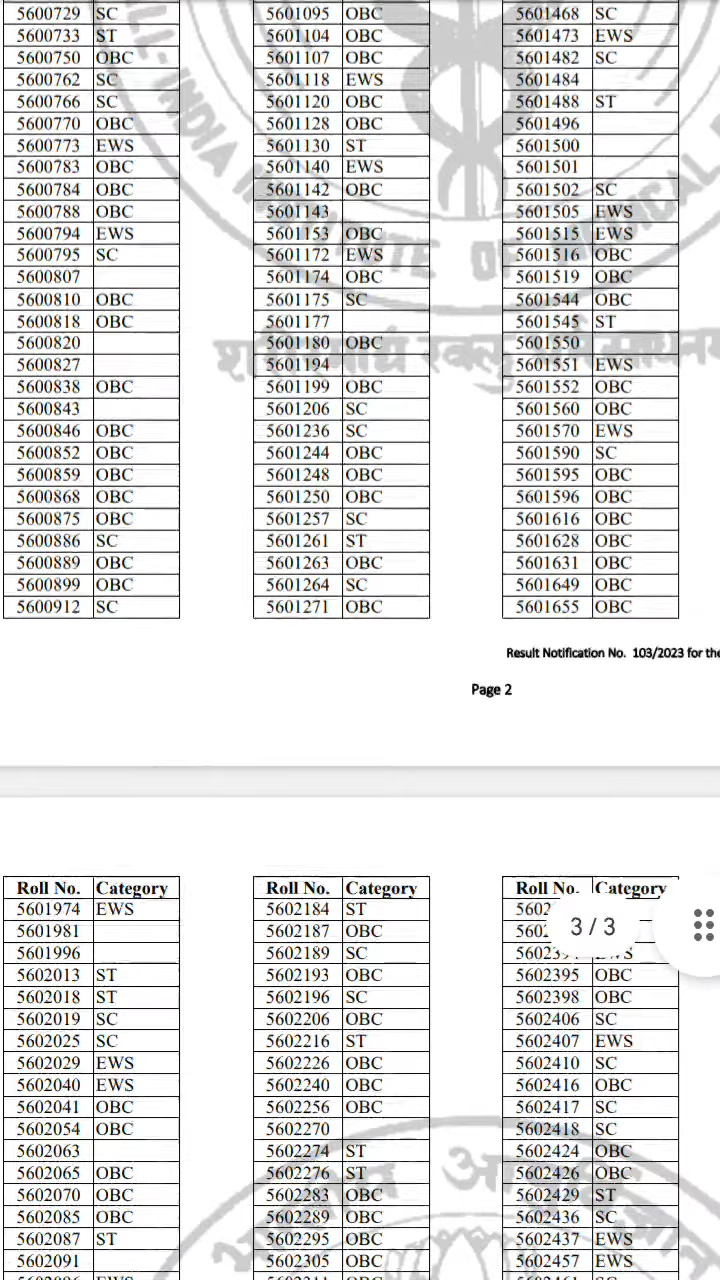 5600729 SC 5601095 OBC 5601468 SC
5600733 ST 5601104 OBC 5601473 EWS
5600750 OBC 5601107 OBC 5601482 SC
5600762 SC 5601118 EWS 5601484
5600766 SC 5601120 OBC 5601488 ST
5600770 OBC 5601128 OBC 5601496
5600773 EWS 5601130 ST 5601500
5600783 OBC 5601140 EWS 5601501
5600784 OBC 5601142 OBC 5601502 SC
5600788 OBC 5601143 5601505 EWS
5600794 EWS 5601153 OBC 5601515 EWS
5600795 SC 5601172 EWS 5601516 OBC
5600807 5601174 OBC 5601519 OBC
5600810 OBC 5601175 SC 5601544 OBC
5600818 OBC 5601177 5601545 ST
5600820 5601180 OBC 5601550
5600827 5601194 5601551 EWS
5600838 OBC 5601199 OBC 5601552 OBC
5600843 5601206 SC 5601560 OBC
5600846 OBC 5601236 SC 5601570 EWS
5600852 OBC 5601244 OBC 5601590 SC
5600859 OBC 5601248 OBC 5601595 OBC
5600868 OBC 5601250 OBC 5601596 OBC
5600875 OBC 5601257 SC 5601616 OBC
5600886 SC 5601261 ST 5601628 OBC
5600889 OBC 5601263 OBC 5601631 OBC
5600899 OBC 5601264 SC 5601649 OBC
5600912 SC 5601271 OBC 5601655 OBC
INDIA INSTITUTE OF MEDICAL
Result Notification No. 103/2023 for the
Page 2
Roll No. Category Roll No. Category Roll No. Category
5601974 EWS 5602184 ST
5601981 5602187 OBC
3/3
5601996 5602189 SC
5602013 ST 5602193 OBC 5602395 OBC
5602018 ST 5602196 SC 5602398 OBC
5602019 SC 5602206 OBC 5602406 SC
5602025 SC 5602216 ST 5602407 EWS
5602029 EWS 5602226 OBC 5602410 SC
5602040 EWS 5602240 OBC 5602416 OBC
5602041 OBC 5602256 OBC 5602417 SC
5602054 OBC 5602270 5602418 SC
5602063 5602274 ST 5602424 OBC
5602065 OBC 5602276 ST 5602426 OBC
5602070 OBC 5602283 OBC 5602429 ST
5602085 OBC 5602289 OBC 5602436 SC
5602087 ST 5602295 OBC 5602437 EWS
5602091 5602305 OBC 5602457 EWS